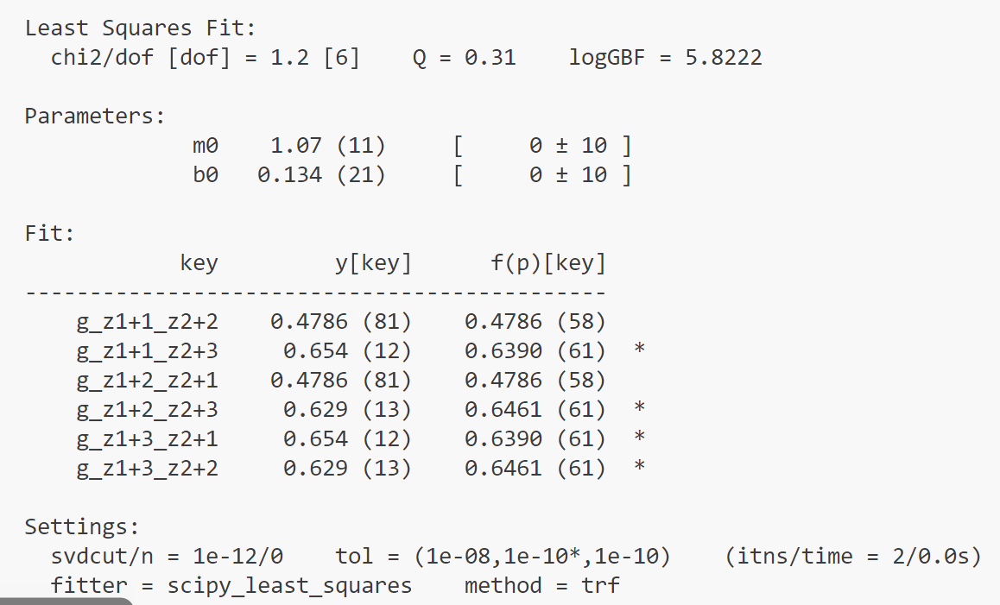 Least Squares Fit:
  chi2/dof [dof] = 1.2 [6]    Q = 0.31    logGBF = 5.8222

Parameters:
             m0    1.07 (11)     [     0 ± 10 ]
             b0   0.134 (21)     [     0 ± 10 ]

Fit:
            key         y[key]      f(p)[key]
---------------------------------------------
    g_z1+1_z2+2    0.4786 (81)    0.4786 (58)
    g_z1+1_z2+3     0.654 (12)    0.6390 (61)  *
    g_z1+2_z2+1    0.4786 (81)    0.4786 (58)
    g_z1+2_z2+3     0.629 (13)    0.6461 (61)  *
    g_z1+3_z2+1     0.654 (12)    0.6390 (61)  *
    g_z1+3_z2+2     0.629 (13)    0.6461 (61)  *

Settings:
  svdcut/n = 1e-12/0    tol = (1e-08,1e-10*,1e-10)    (itns/time = 2/0.0s)
  fitter = scipy_least_squares    method = trf